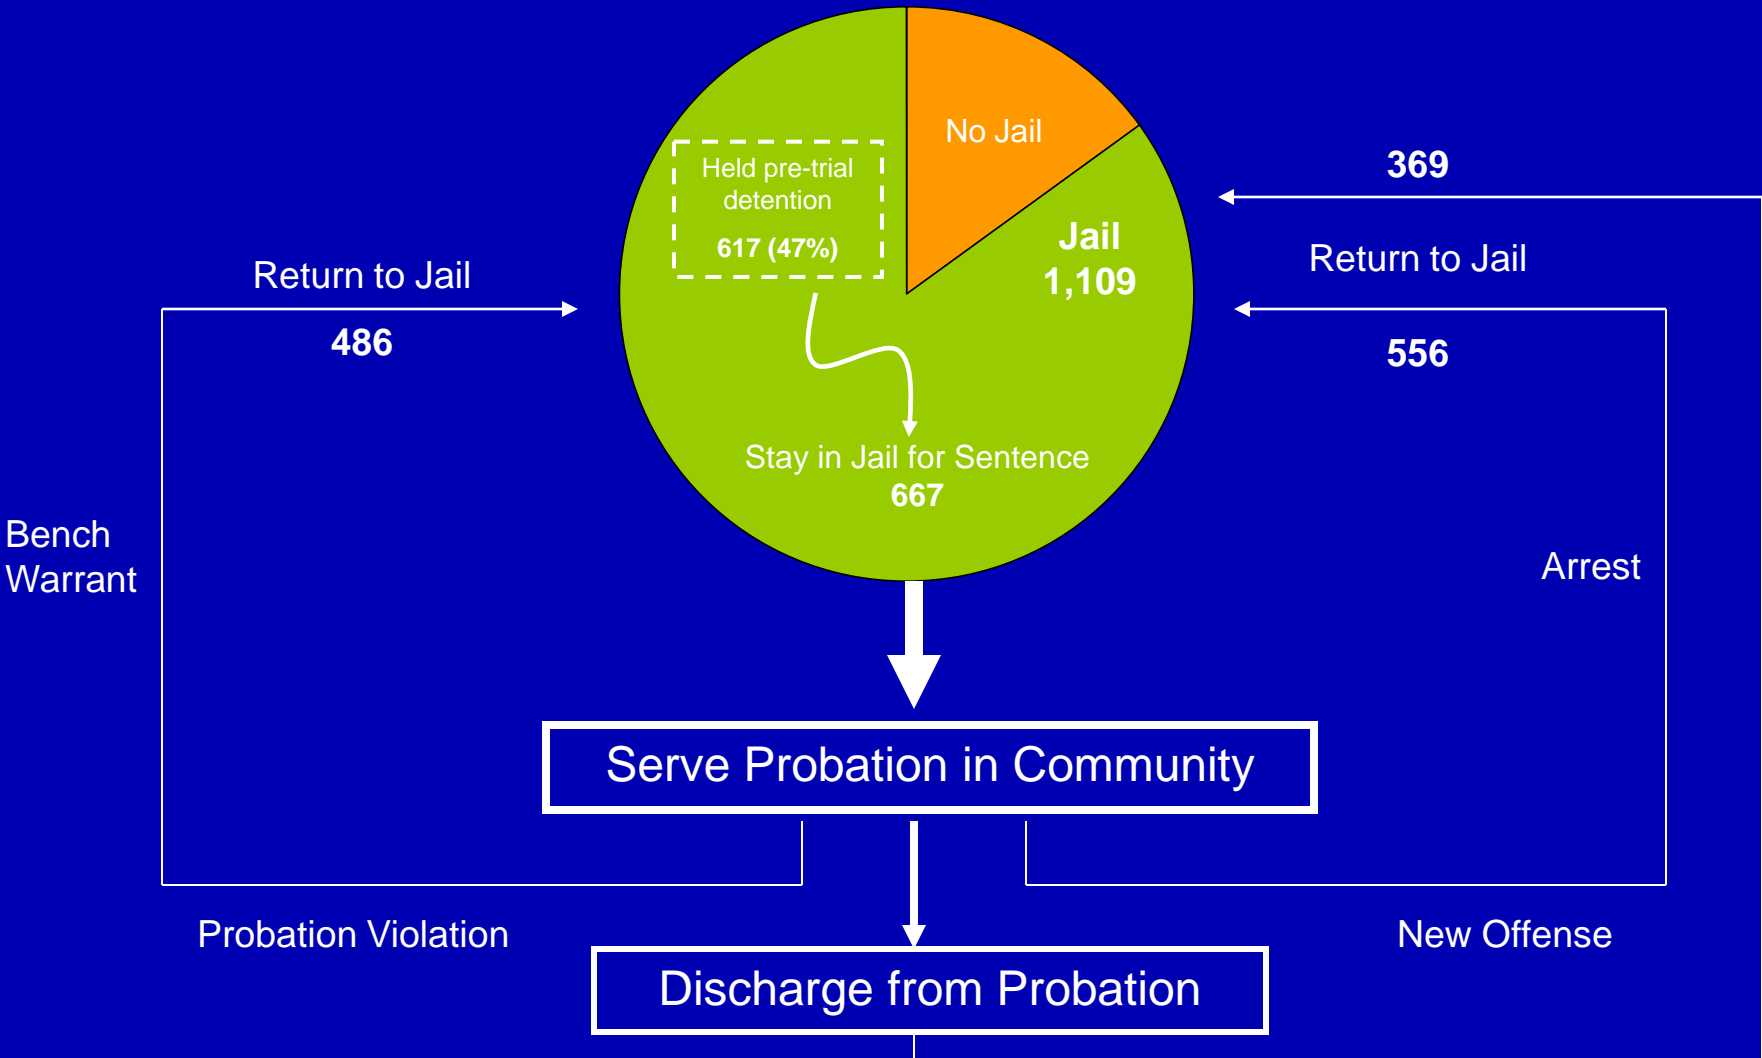 No Jail
Held pre-trial
detention
617 (47%)
Jail
1,109
369
Return to Jail
486
Return to Jail
556
Stay in Jail for Sentence
667
Bench
Warrant
Arrest
Serve Probation in Community
Probation Violation
New Offense
Discharge from Probation